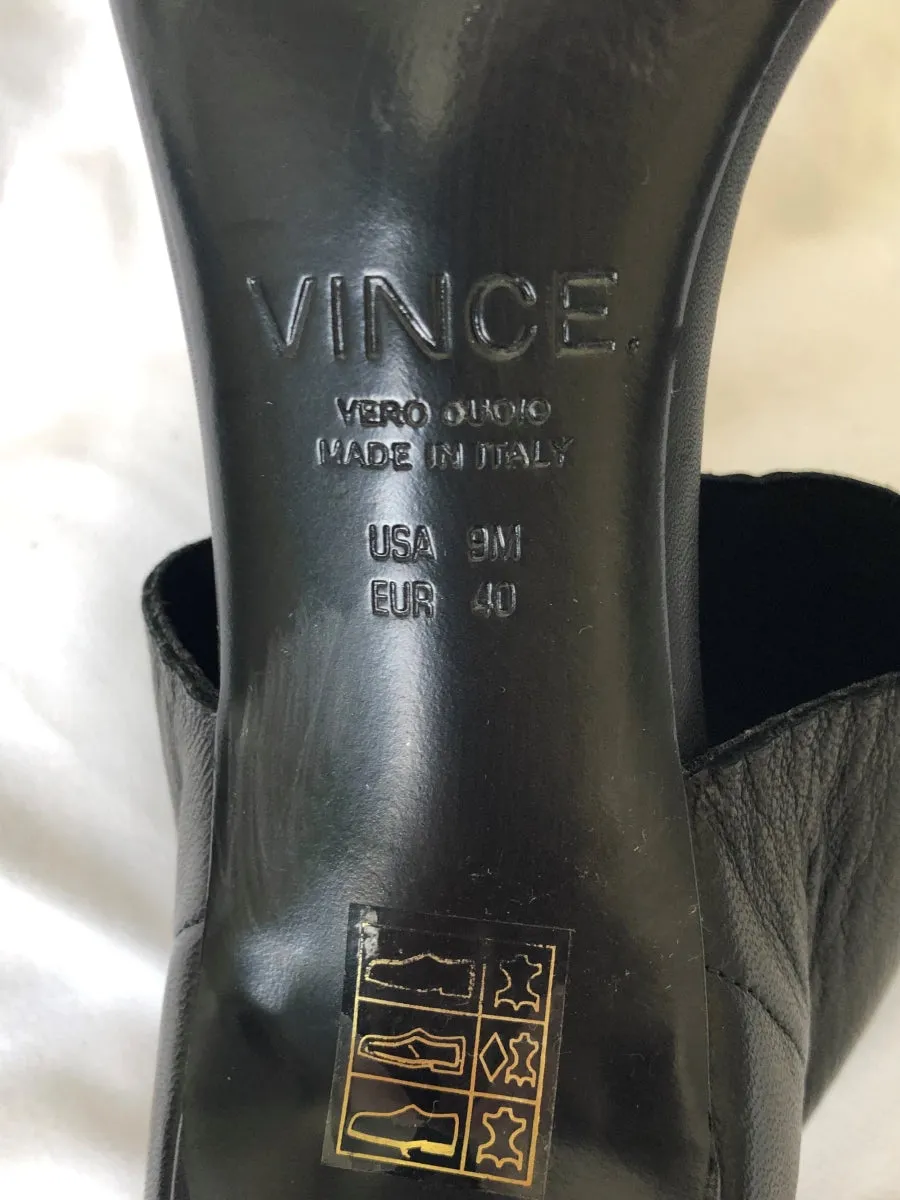 VINCE.
VERO CUOIO
MADE IN ITALY
USA 9M
EUR 40